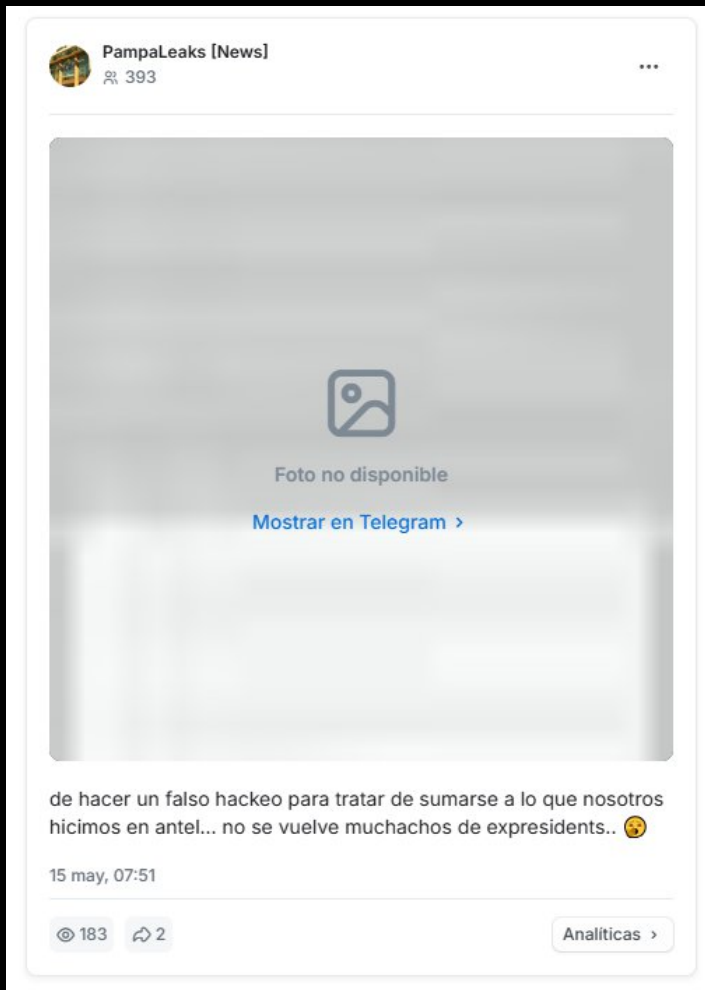 PampaLeaks [News]
393
Foto no disponible
Mostrar en Telegram >
de hacer un falso hackeo para tratar de sumarse a lo que nosotros
hicimos en antel... no se vuelve muchachos de expresidents.. 🥱
15 may, 07:51
183 2
Analíticas >